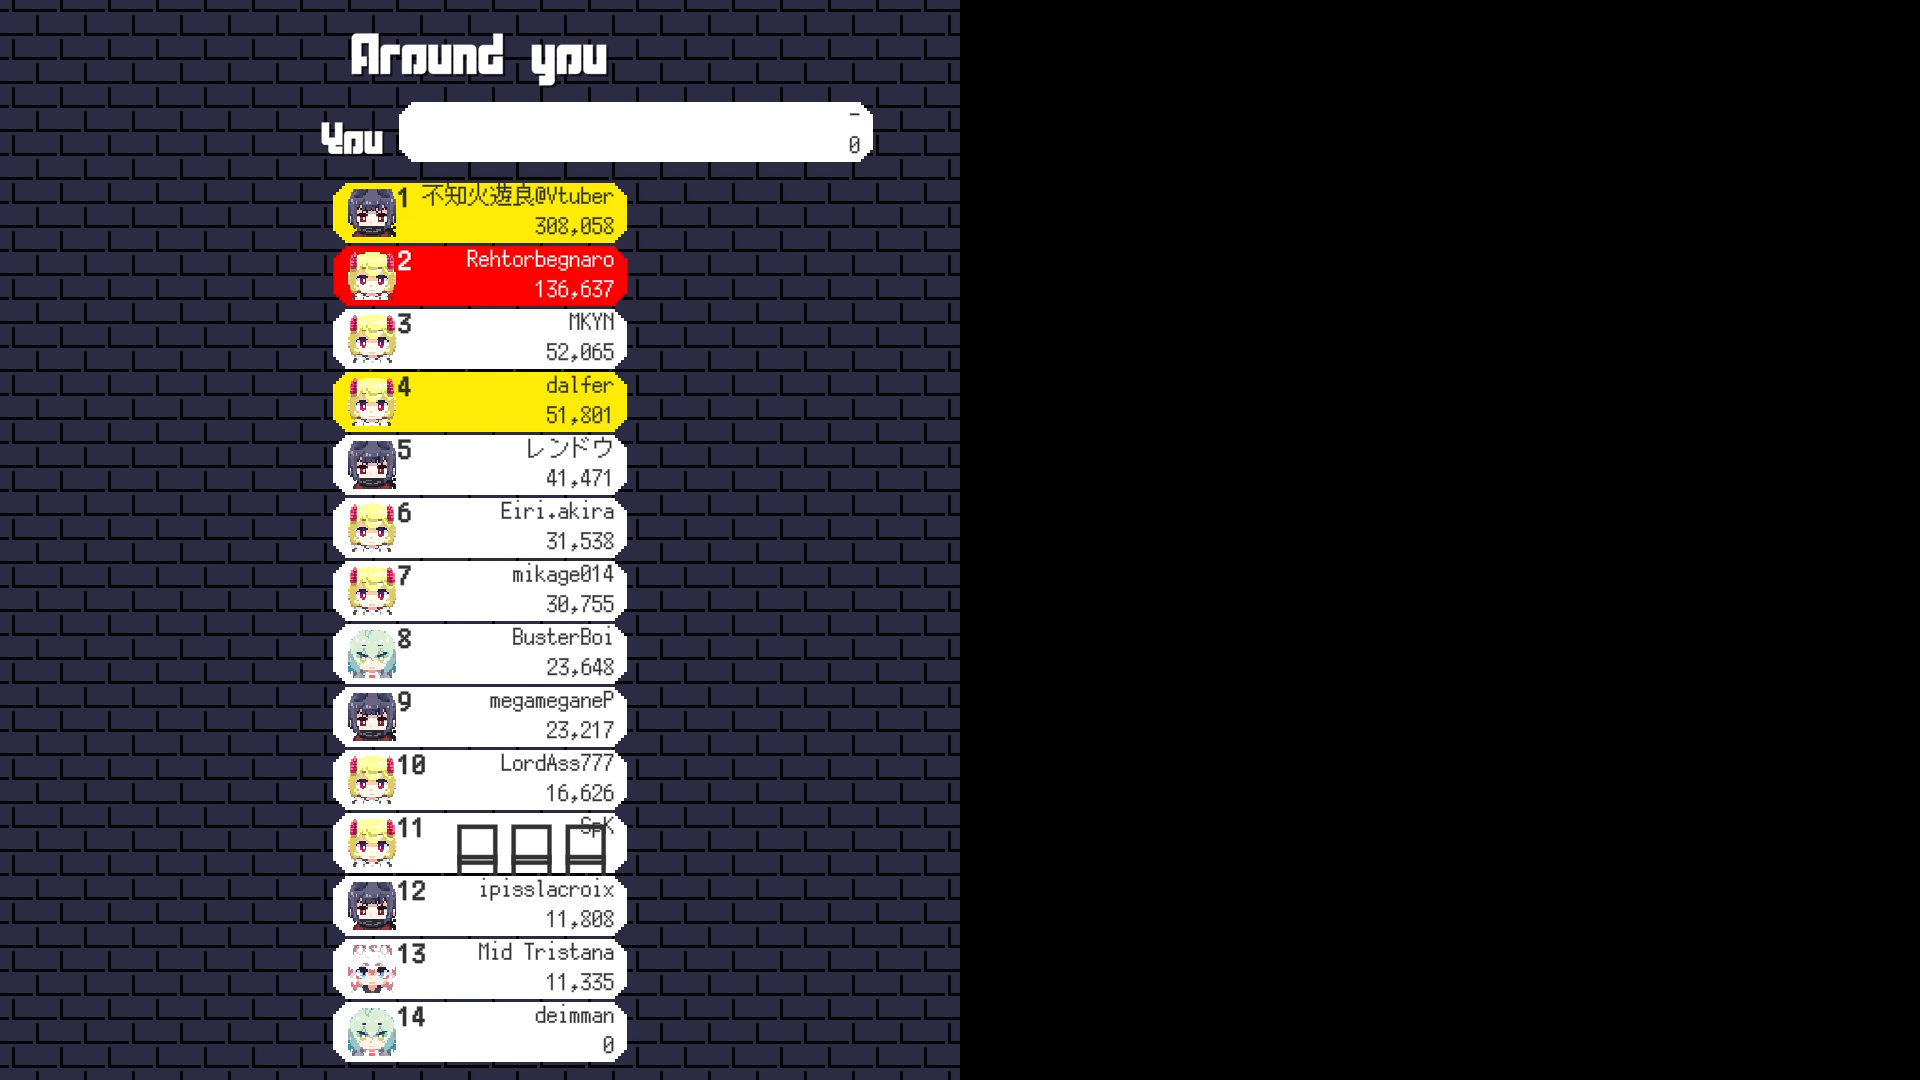 Around you
You
-
0
1 不知火遊良@Vtuber
308,058
2 Rehtorbegnaro
136,637
3 MKYN
52,065
4 dalfer
51,801
5 レンドウ
41,471
6 Eiri.akira
31,538
7 mikage014
30,755
8 BusterBoi
23,648
9 megameganeP
23,217
10 LordAss777
16,626
11 SpK
12 ipisslacroix
11,808
13 Mid Tristana
11,335
14 deimman
0